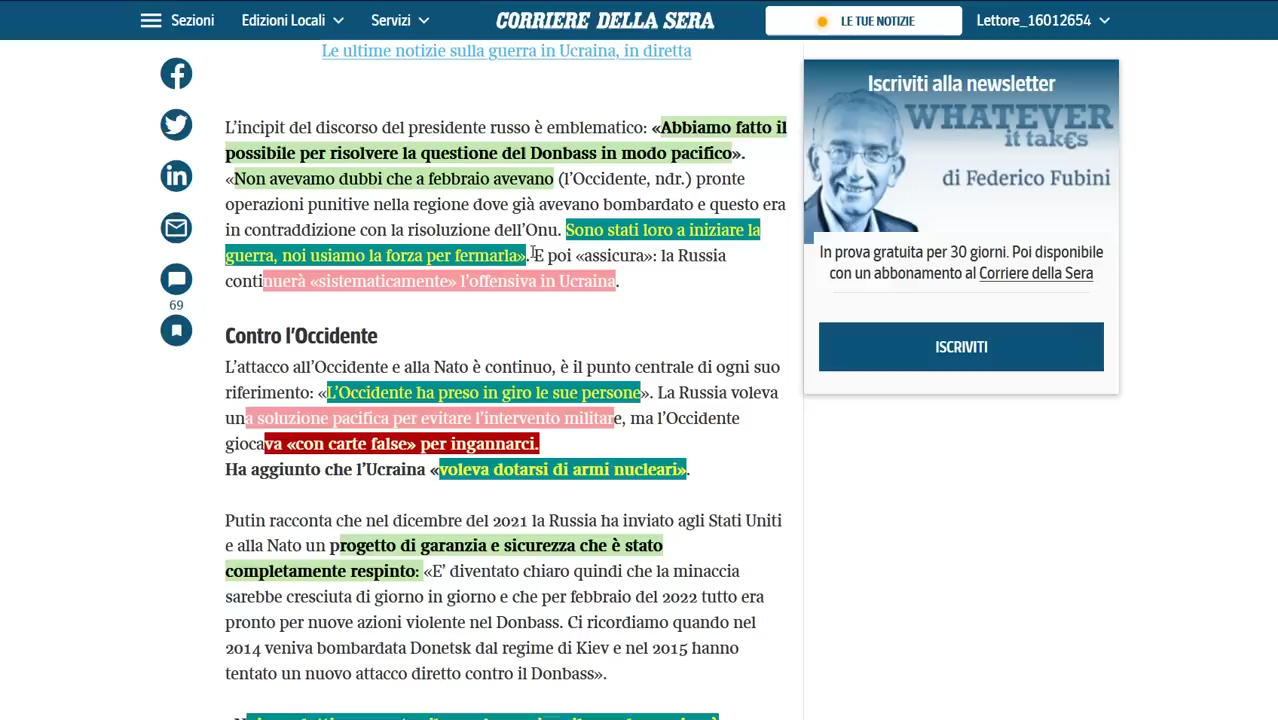 Sezioni Edizioni Locali Servizi CORRIERE DELLA SERA LE TUE NOTIZIE Lettore_16012654
Le ultime notizie sulla guerra in Ucraina, in diretta
L'incipit del discorso del presidente russo è emblematico: «Abbiamo fatto il
possibile per risolvere la questione del Donbass in modo pacifico».
«Non avevamo dubbi che a febbraio avevano (l'Occidente, ndr.) pronte
operazioni punitive nella regione dove già avevano bombardato e questo era
in contraddizione con la risoluzione dell'Onu. Sono stati loro a iniziare la
guerra, noi usiamo la forza per fermarla». E poi «assicura»: la Russia
continuerà «sistematicamente» l'offensiva in Ucraina.
69
Contro l'Occidente
L'attacco all'Occidente e alla Nato è continuo, è il punto centrale di ogni suo
riferimento: «L'Occidente ha preso in giro le sue persone». La Russia voleva
una soluzione pacifica per evitare l'intervento militare, ma l'Occidente
giocava «con carte false» per ingannarci.
Ha aggiunto che l'Ucraina «voleva dotarsi di armi nucleari».
Putin racconta che nel dicembre del 2021 la Russia ha inviato agli Stati Uniti
e alla Nato un progetto di garanzia e sicurezza che è stato
completamente respinto: «E' diventato chiaro quindi che la minaccia
sarebbe cresciuta di giorno in giorno e che per febbraio del 2022 tutto era
pronto per nuove azioni violente nel Donbass. Ci ricordiamo quando nel
2014 veniva bombardata Donetsk dal regime di Kiev e nel 2015 hanno
tentato un nuovo attacco diretto contro il Donbass».
Iscriviti alla newsletter
WHATEVER
it tak€s
di Federico Fubini
In prova gratuita per 30 giorni. Poi disponibile
con un abbonamento al Corriere della Sera
ISCRIVITI